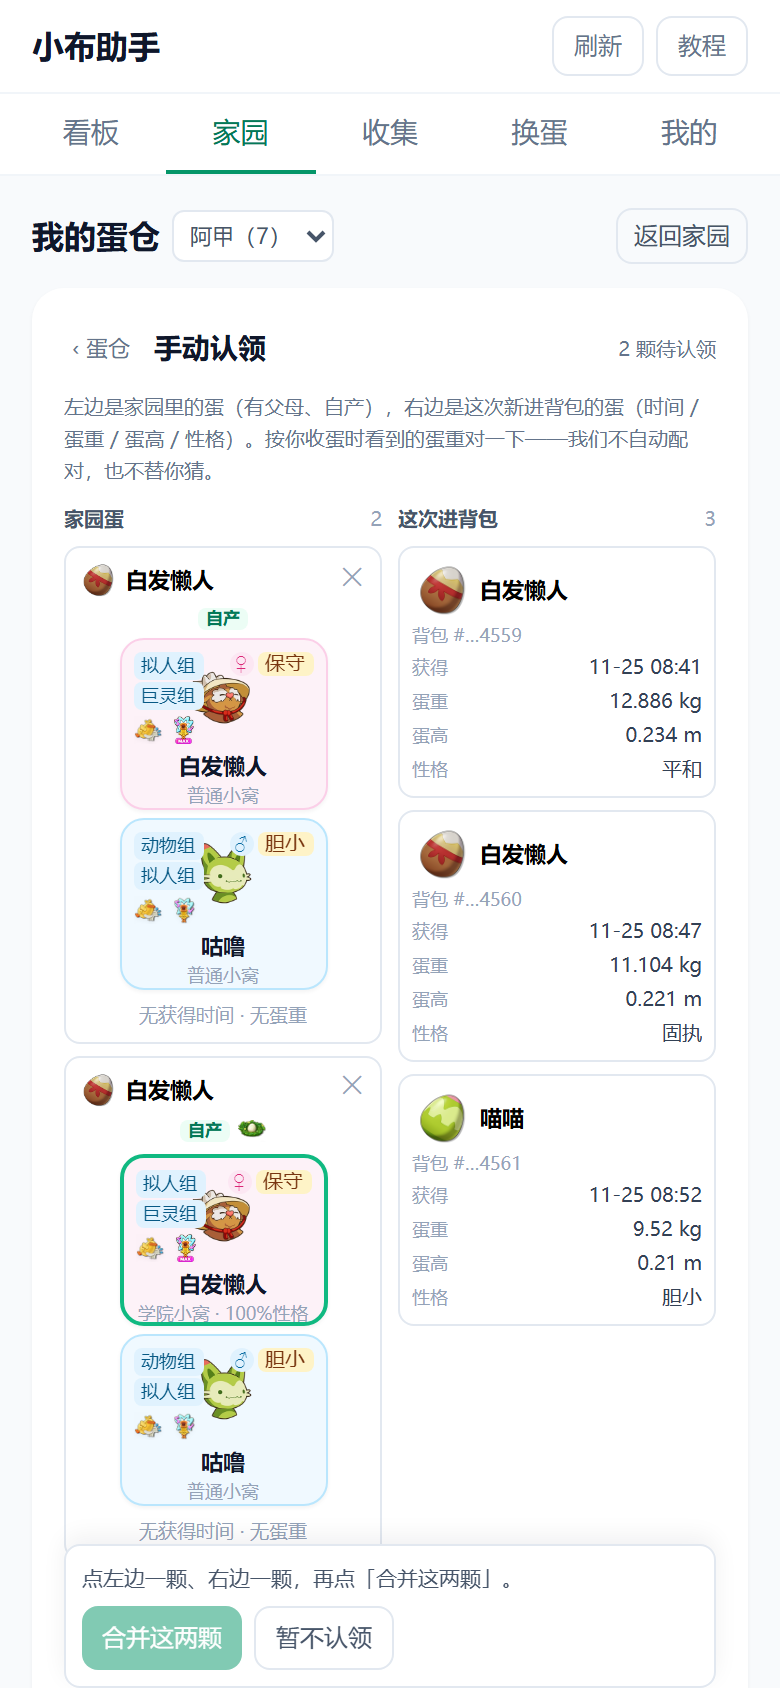 小布助手
刷新
教程
看板
家园
收集
换蛋
我的
我的蛋仓
阿甲（7）
返回家园
‹ 蛋仓
手动认领
2 颗待认领
左边是家园里的蛋（有父母、自产），右边是这次新进背包的蛋（时间 /
蛋重 / 蛋高 / 性格）。按你收蛋时看到的蛋重对一下——我们不自动配
对，也不替你猜。
家园蛋
2
白发懒人
自产
拟人组
♀
保守
巨灵组
MAX
白发懒人
普通小窝
动物组
♂
胆小
拟人组
咕噜
普通小窝
无获得时间 · 无蛋重
白发懒人
自产
拟人组
♀
保守
巨灵组
MAX
白发懒人
学院小窝 · 100%性格
动物组
♂
胆小
拟人组
咕噜
普通小窝
无获得时间 · 无蛋重
这次进背包
3
白发懒人
背包 #…4559
获得 11-25 08:41
蛋重 12.886 kg
蛋高 0.234 m
性格 平和
白发懒人
背包 #…4560
获得 11-25 08:47
蛋重 11.104 kg
蛋高 0.221 m
性格 固执
喵喵
背包 #…4561
获得 11-25 08:52
蛋重 9.52 kg
蛋高 0.21 m
性格 胆小
点左边一颗、右边一颗，再点「合并这两颗」。
合并这两颗
暂不认领